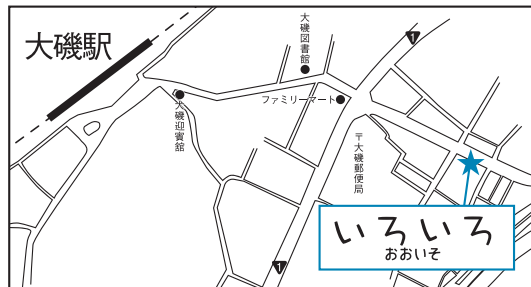 大磯駅
大磯図書館
1
ファミリーマート
大磯迎賓館
〒大磯郵便局
いろいろ
おおいそ
1